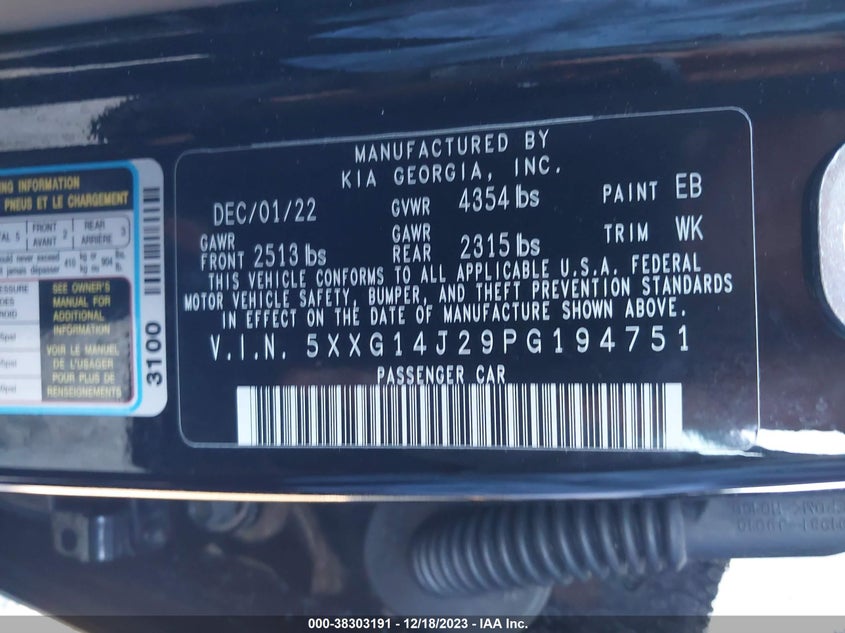 MANUFACTURED BY
KIA GEORGIA, INC.
DEC/01/22 GVWR 4354 lbs PAINT EB
GAWR FRONT 2513 lbs GAWR REAR 2315 lbs TRIM WK
THIS VEHICLE CONFORMS TO ALL APPLICABLE U.S.A. FEDERAL
MOTOR VEHICLE SAFETY, BUMPER, AND THEFT PREVENTION STANDARDS
IN EFFECT ON THE DATE OF MANUFACTURE SHOWN ABOVE.
V.I.N. 5XXG14J29PG194751
PASSENGER CAR
INFORMATION
PNEUS ET LE CHARGEMENT
FRONT 2 REAR 3
AVANT ARRIÈRE
SEE OWNER'S
MANUAL FOR
ADDITIONAL
INFORMATION
VOIR LE MANUEL
DE L'USAGER
POUR PLUS DE
RENSEIGNEMENTS
3100
000-38303191 - 12/18/2023 - IAA Inc.